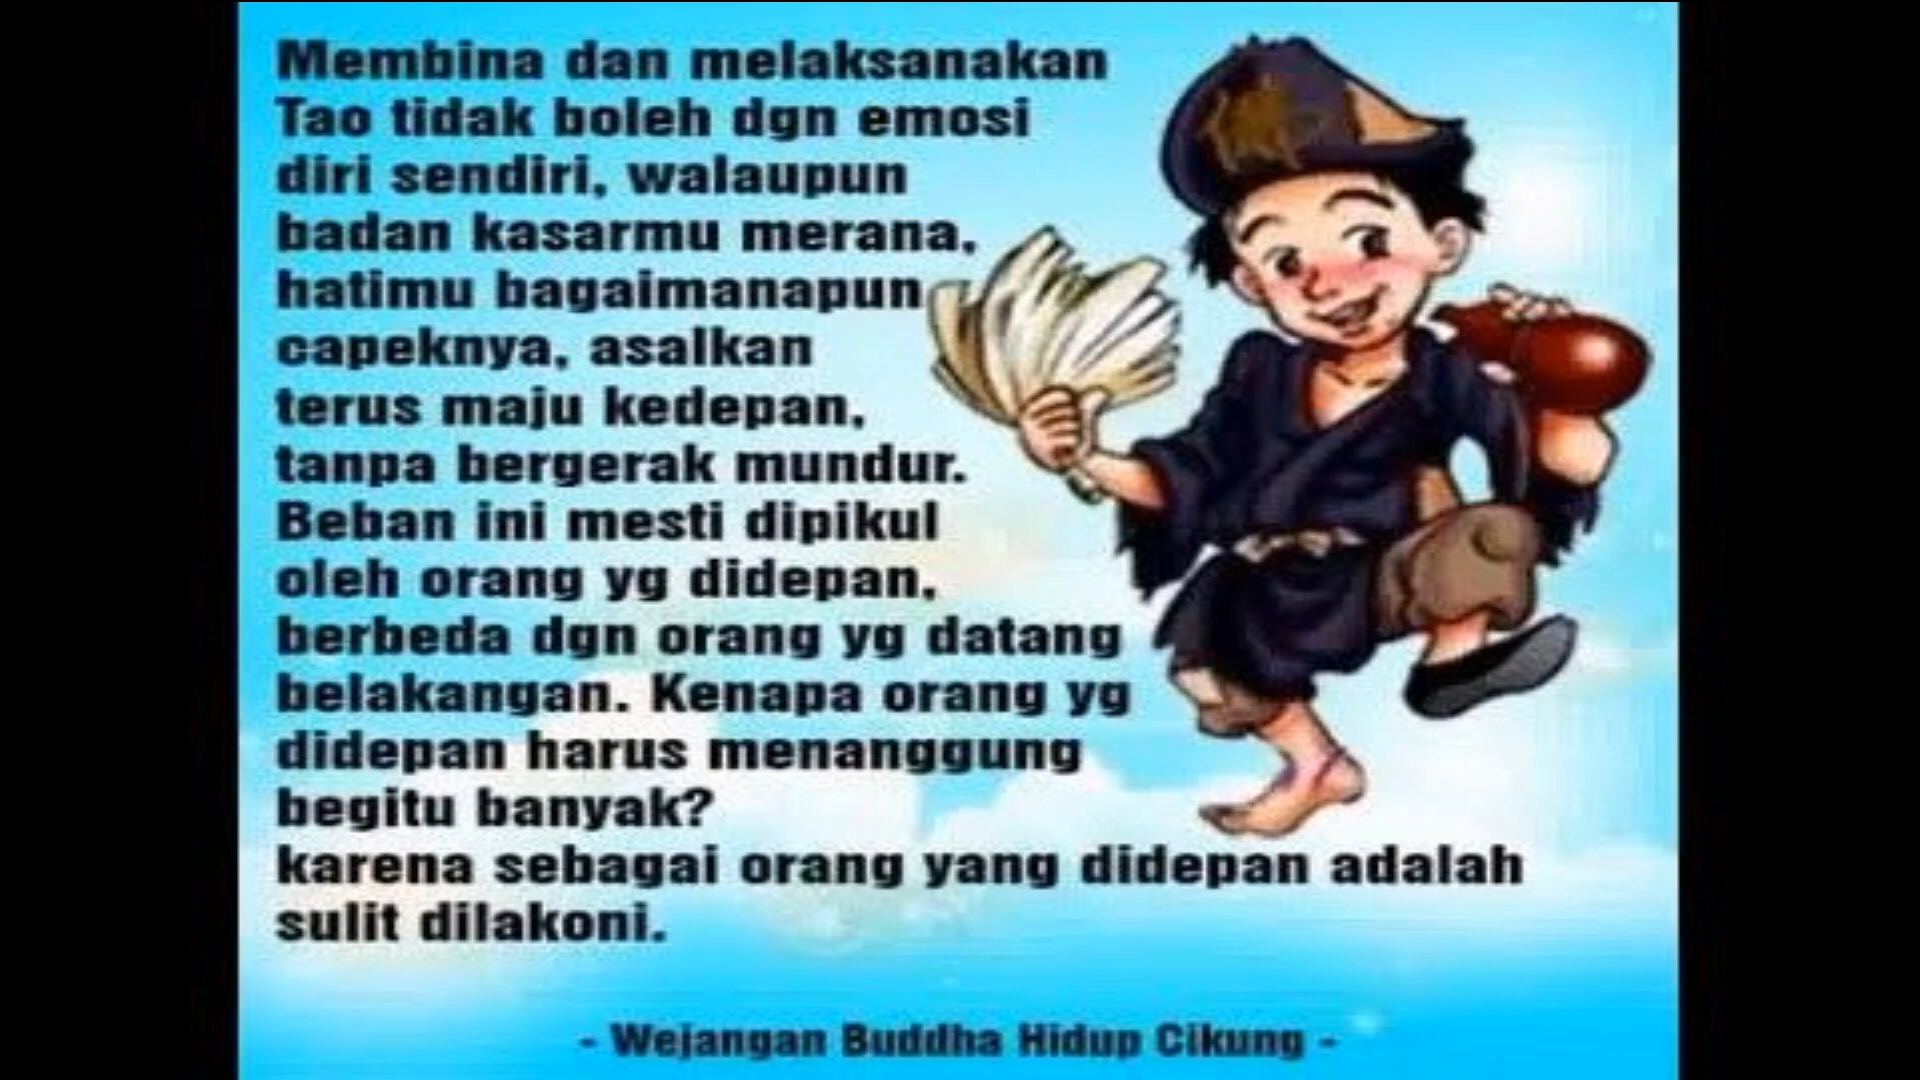 Membina dan melaksanakan
Tao tidak boleh dgn emosi
diri sendiri, walaupun
badan kasarmu merana,
hatimu bagaimanapun
capeknya, asalkan
terus maju kedepan,
tanpa bergerak mundur.
Beban ini mesti dipikul
oleh orang yg didepan,
berbeda dgn orang yg datang
belakangan. Kenapa orang yg
didepan harus menanggung
begitu banyak?
karena sebagai orang yang didepan adalah
sulit dilakoni.
- Wejangan Buddha Hidup Cikung -